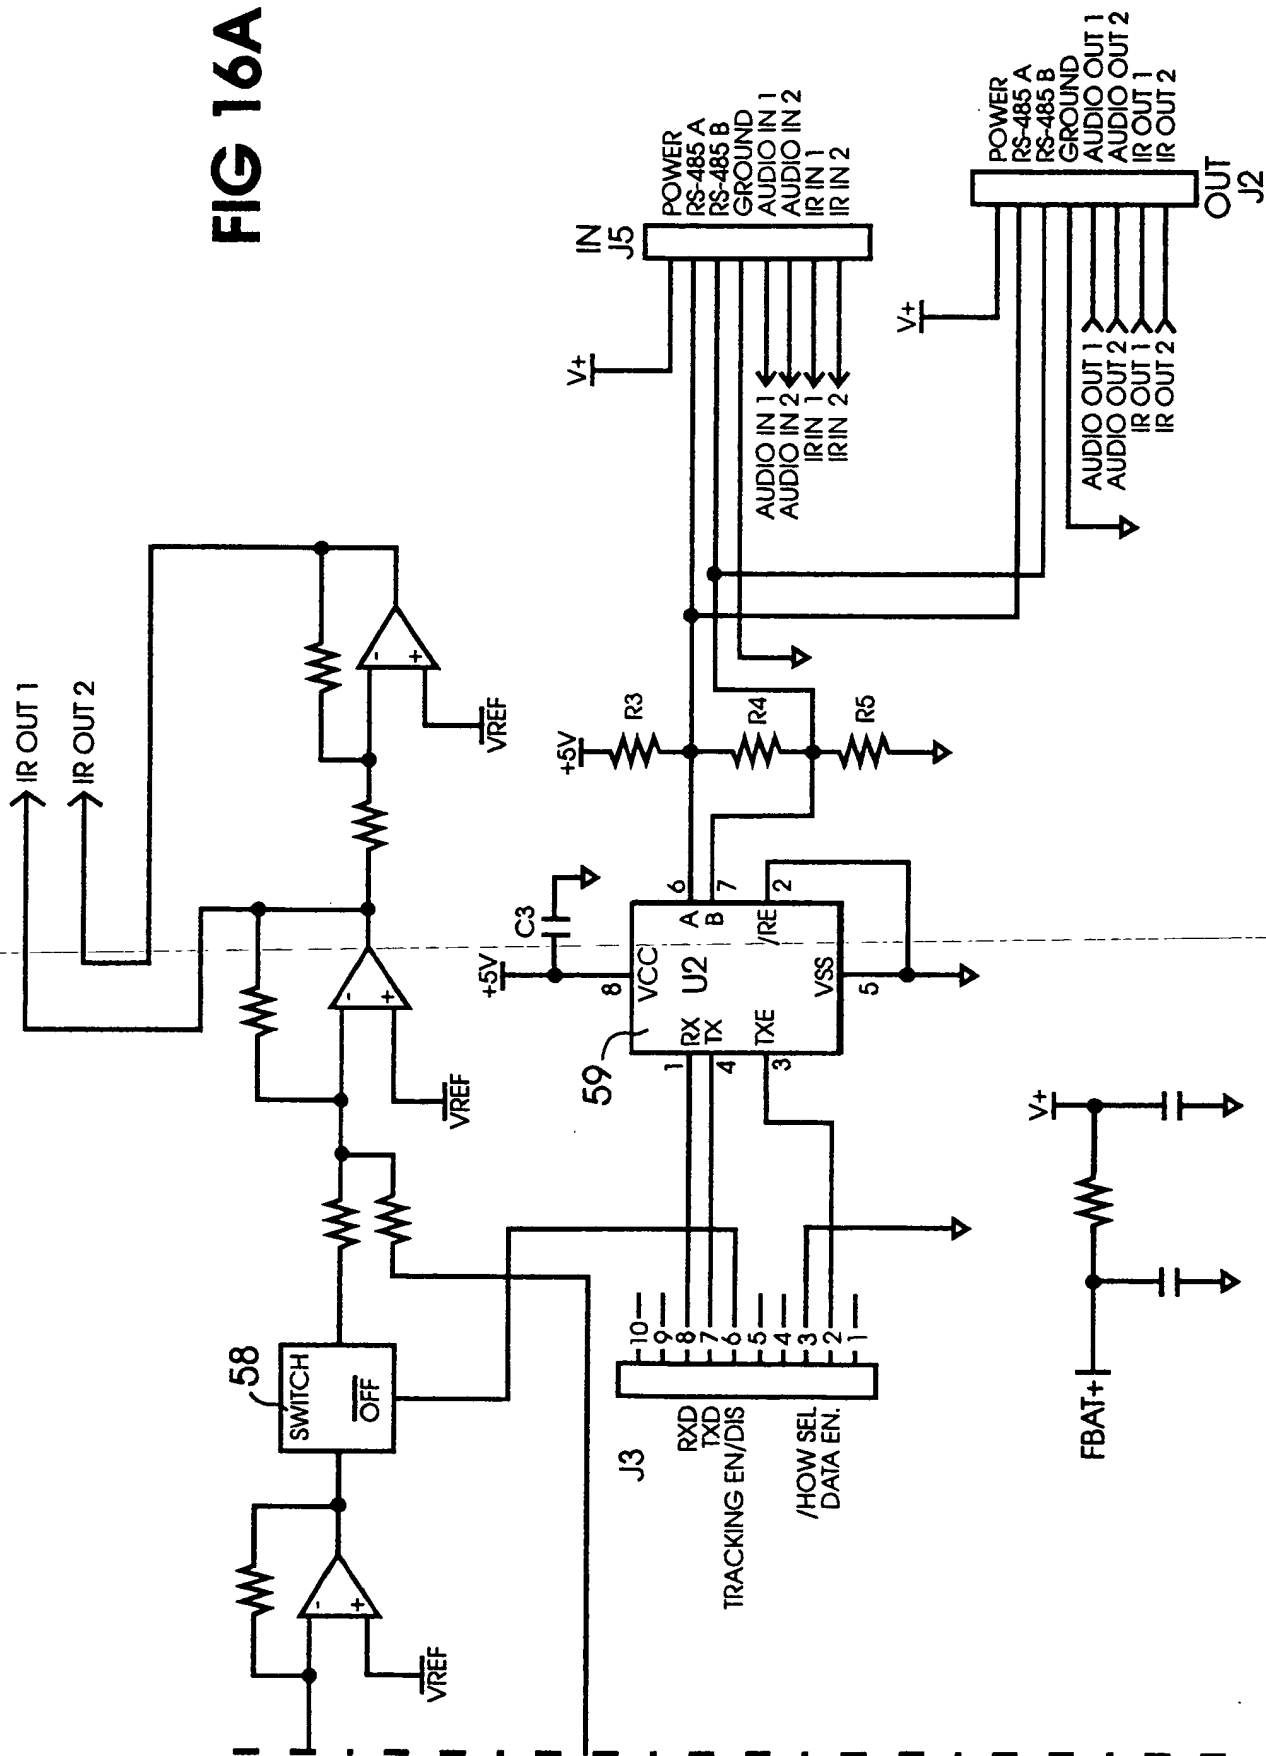 FIG 16A
IR OUT 1
IR OUT 2
-
+
VREF
-
+
VREF
-
+
VREF
58
SWITCH
OFF
+5V
C3
8
VCC
59
U2
1
RX
4
TX
3
TXE
A
6
B
7
/RE
2
VSS
5
+5V
R3
R4
R5
IN
J5
V+
POWER
RS-485 A
RS-485 B
GROUND
AUDIO IN 1
AUDIO IN 2
IR IN 1
IR IN 2
AUDIO IN 1
AUDIO IN 2
IRIN 1
IRIN 2
V+
POWER
RS-485 A
RS-485 B
GROUND
AUDIO OUT 1
AUDIO OUT 2
IR OUT 1
IR OUT 2
OUT
J2
AUDIO OUT 1
AUDIO OUT 2
IR OUT 1
IR OUT 2
J3
10
9
RXD 8
TXD 7
TRACKING EN/DIS 6
5
4
/HOW SEL 3
DATA EN. 2
1
FBAT+
V+